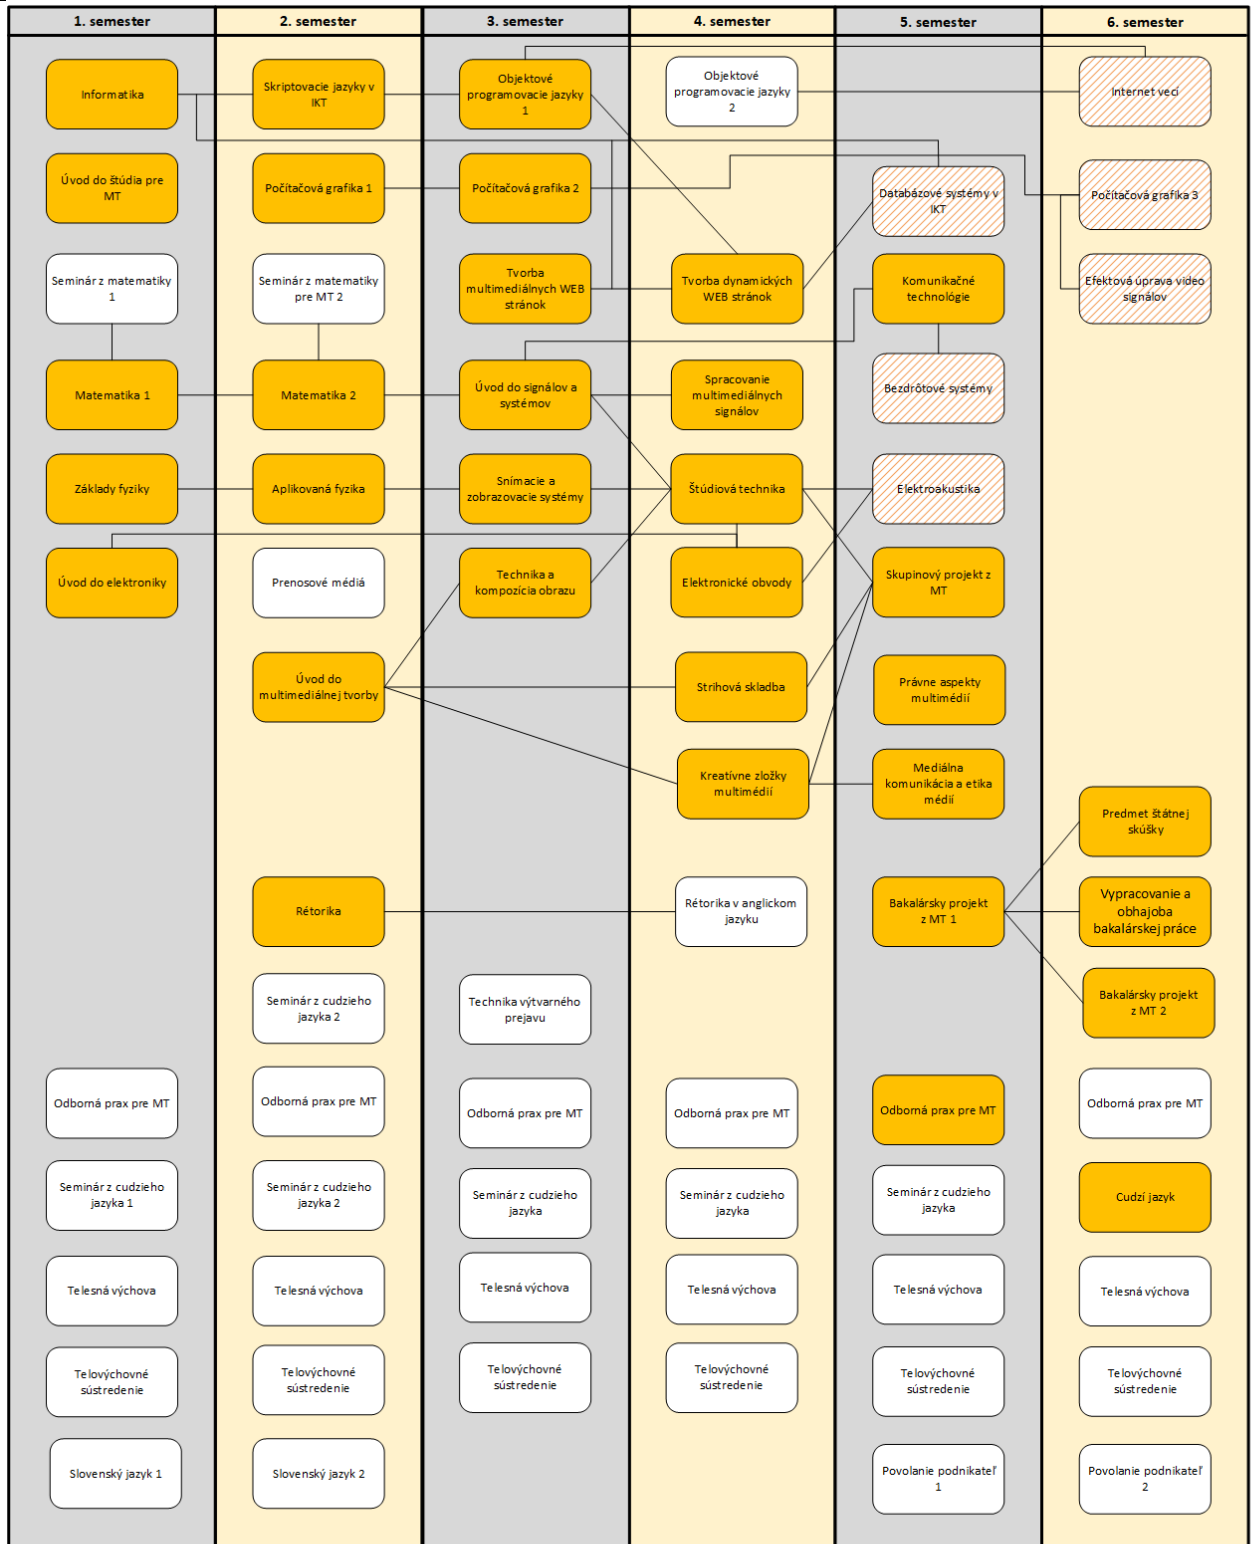 1. semester
2. semester
3. semester
4. semester
5. semester
6. semester
Informatika
Úvod do štúdia pre
MT
Seminár z matematiky
1
Matematika 1
Základy fyziky
Úvod do elektroniky
Odborná prax pre MT
Seminár z cudzieho
jazyka 1
Telesná výchova
Telovýchovné
sústredenie
Slovenský jazyk 1
Skriptovacie jazyky v
IKT
Počítačová grafika 1
Seminár z matematiky
pre MT 2
Matematika 2
Aplikovaná fyzika
Prenosové médiá
Úvod do
multimediálnej tvorby
Rétorika
Seminár z cudzieho
jazyka 2
Odborná prax pre MT
Seminár z cudzieho
jazyka 2
Telesná výchova
Telovýchovné
sústredenie
Slovenský jazyk 2
Objektové
programovacie jazyky
1
Počítačová grafika 2
Tvorba
multimediálnych WEB
stránok
Úvod do signálov a
systémov
Snímacie a
zobrazovacie systémy
Technika a
kompozícia obrazu
Technika výtvarného
prejavu
Odborná prax pre MT
Seminár z cudzieho
jazyka
Telesná výchova
Telovýchovné
sústredenie
Objektové
programovacie jazyky
2
Tvorba dynamických
WEB stránok
Spracovanie
multimediálnych
signálov
Štúdiová technika
Elektronické obvody
Strihová skladba
Kreatívne zložky
multimédií
Rétorika v anglickom
jazyku
Odborná prax pre MT
Seminár z cudzieho
jazyka
Telesná výchova
Telovýchovné
sústredenie
Databázové systémy v
IKT
Komunikačné
technológie
Bezdrôtové systémy
Elektroakustika
Skupinový projekt z
MT
Právne aspekty
multimédií
Mediálna
komunikácia a etika
médií
Bakalársky projekt
z MT 1
Odborná prax pre MT
Seminár z cudzieho
jazyka
Telesná výchova
Telovýchovné
sústredenie
Povolanie podnikateľ
1
Internet vecí
Počítačová grafika 3
Efektová úprava video
signálov
Predmet štátnej
skúšky
Vypracovanie a
obhajoba
bakalárskej práce
Bakalársky projekt
z MT 2
Odborná prax pre MT
Cudzí jazyk
Telesná výchova
Telovýchovné
sústredenie
Povolanie podnikateľ
2